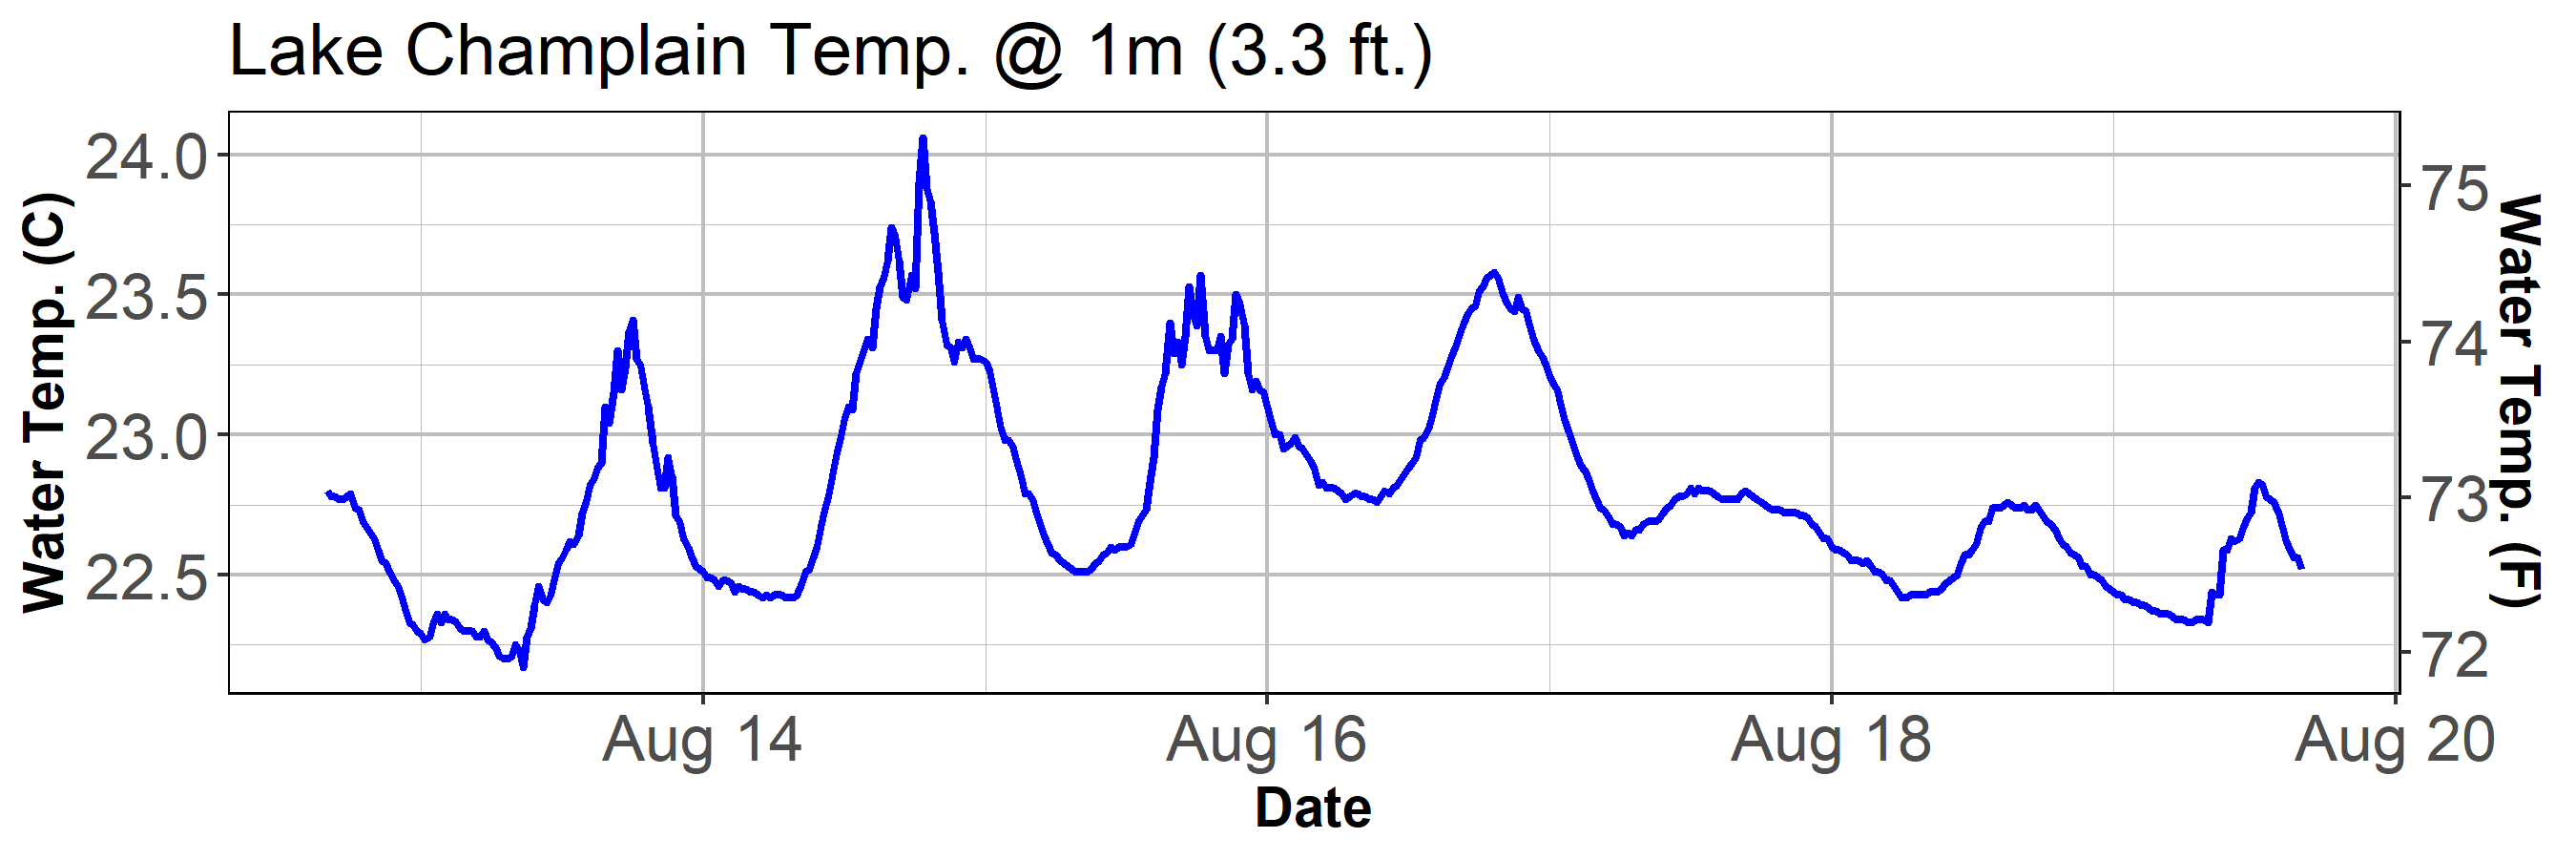 Lake Champlain Temp. @ 1m (3.3 ft.)
Water Temp. (C)
24.0
23.5
23.0
22.5
75
74
73
72
Water Temp. (F)
Aug 14
Aug 16
Aug 18
Aug 20
Date